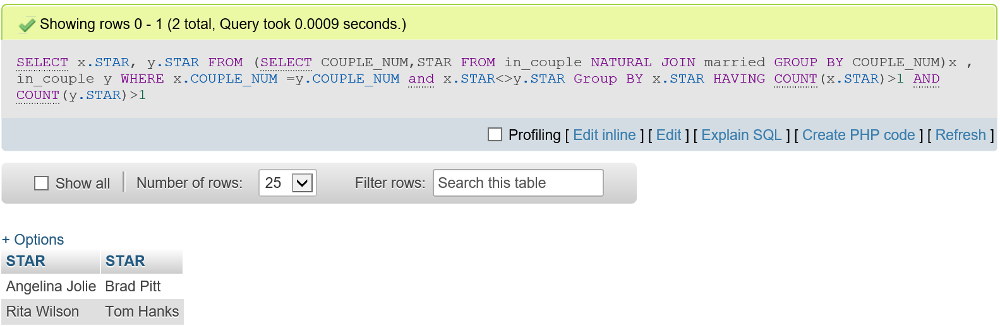 Showing rows 0 - 1 (2 total, Query took 0.0009 seconds.)
SELECT x.STAR, y.STAR FROM (SELECT COUPLE_NUM,STAR FROM in_couple NATURAL JOIN married GROUP BY COUPLE_NUM)x ,
in_couple y WHERE x.COUPLE_NUM =y.COUPLE_NUM and x.STAR<>y.STAR Group BY x.STAR HAVING COUNT(x.STAR)>1 AND
COUNT(y.STAR)>1
Profiling [ Edit inline ] [ Edit ] [ Explain SQL ] [ Create PHP code ] [ Refresh ]
Show all Number of rows: 25 Filter rows: Search this table
+ Options
STAR STAR
Angelina Jolie Brad Pitt
Rita Wilson Tom Hanks